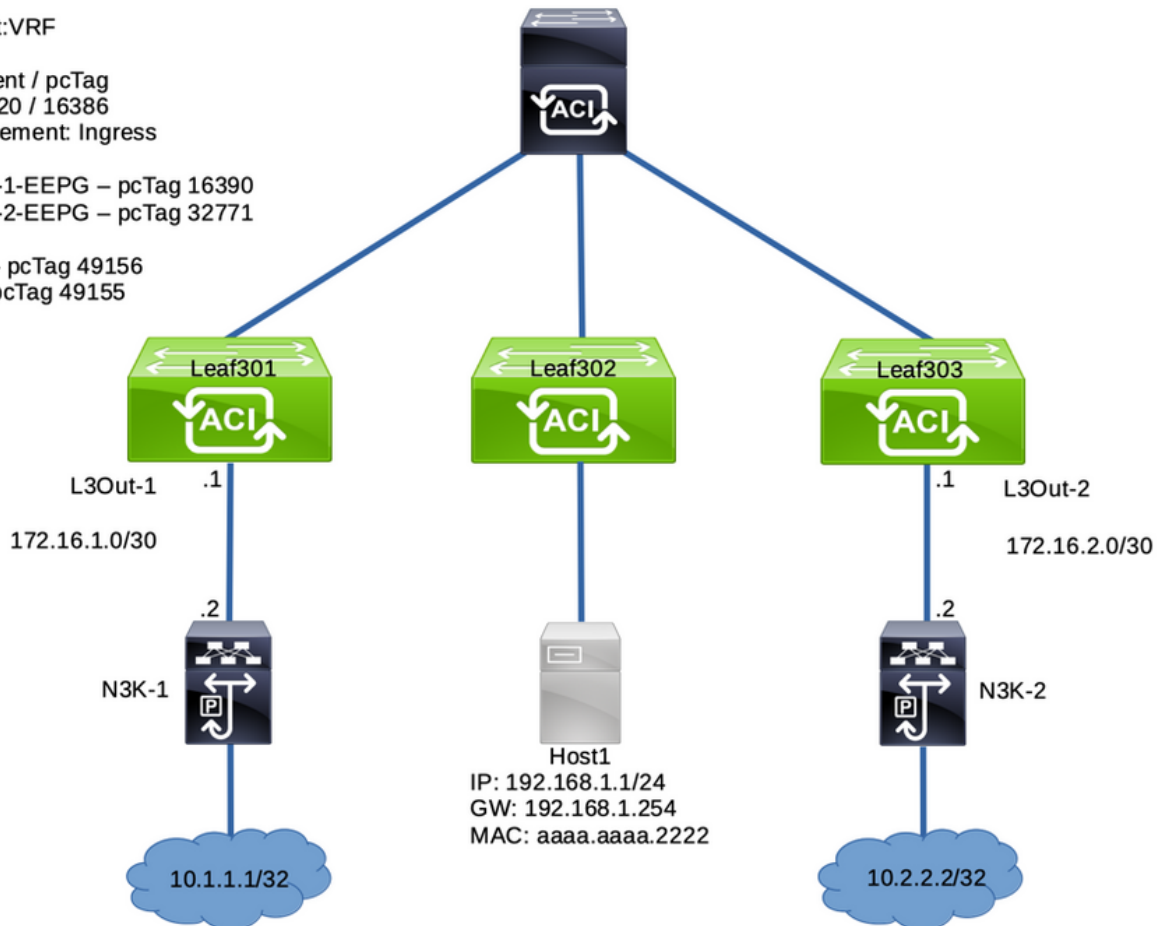 :VRF
ent / pcTag
20 / 16386
ement: Ingress
-1-EEPG – pcTag 16390
-2-EEPG – pcTag 32771
pcTag 49156
pcTag 49155
ACI
Leaf301
Leaf302
Leaf303
ACI
ACI
ACI
L3Out-1
.1
.1
L3Out-2
172.16.1.0/30
172.16.2.0/30
.2
.2
N3K-1
P
P
N3K-2
Host1
IP: 192.168.1.1/24
GW: 192.168.1.254
MAC: aaaa.aaaa.2222
10.1.1.1/32
10.2.2.2/32